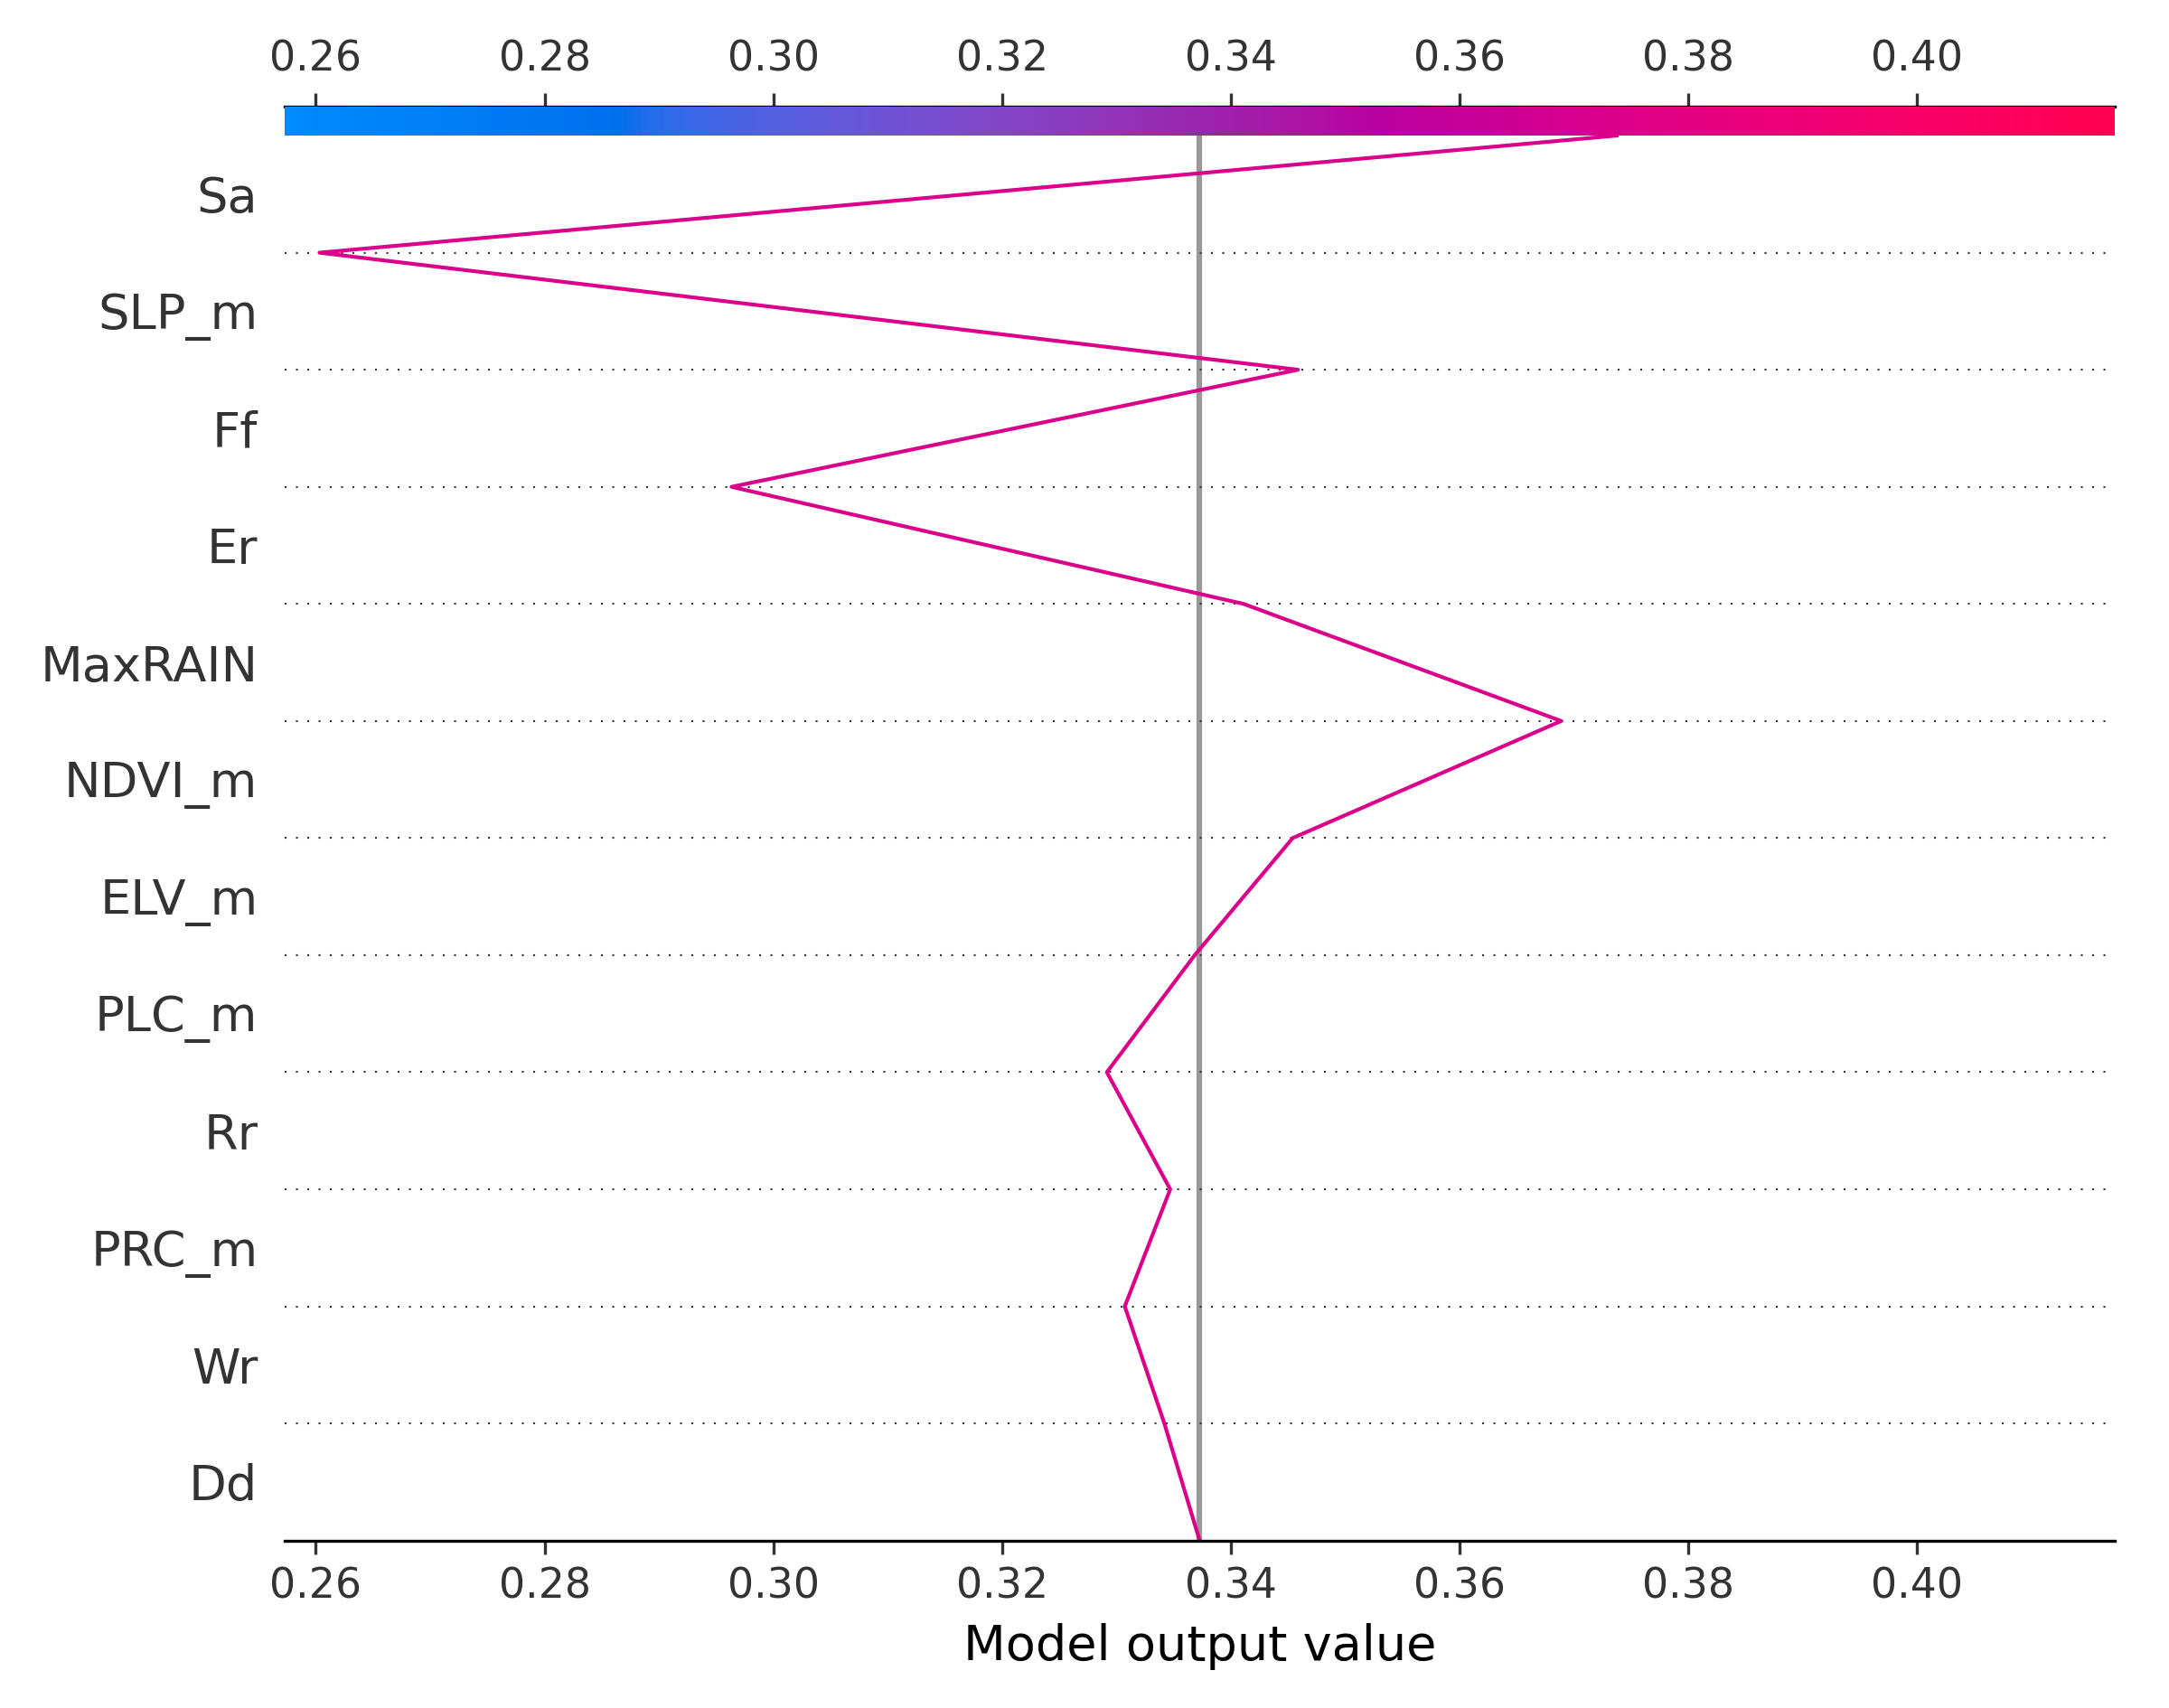 0.26 0.28 0.30 0.32 0.34 0.36 0.38 0.40
Sa
SLP_m
Ff
Er
MaxRAIN
NDVI_m
ELV_m
PLC_m
Rr
PRC_m
Wr
Dd
0.26 0.28 0.30 0.32 0.34 0.36 0.38 0.40
Model output value